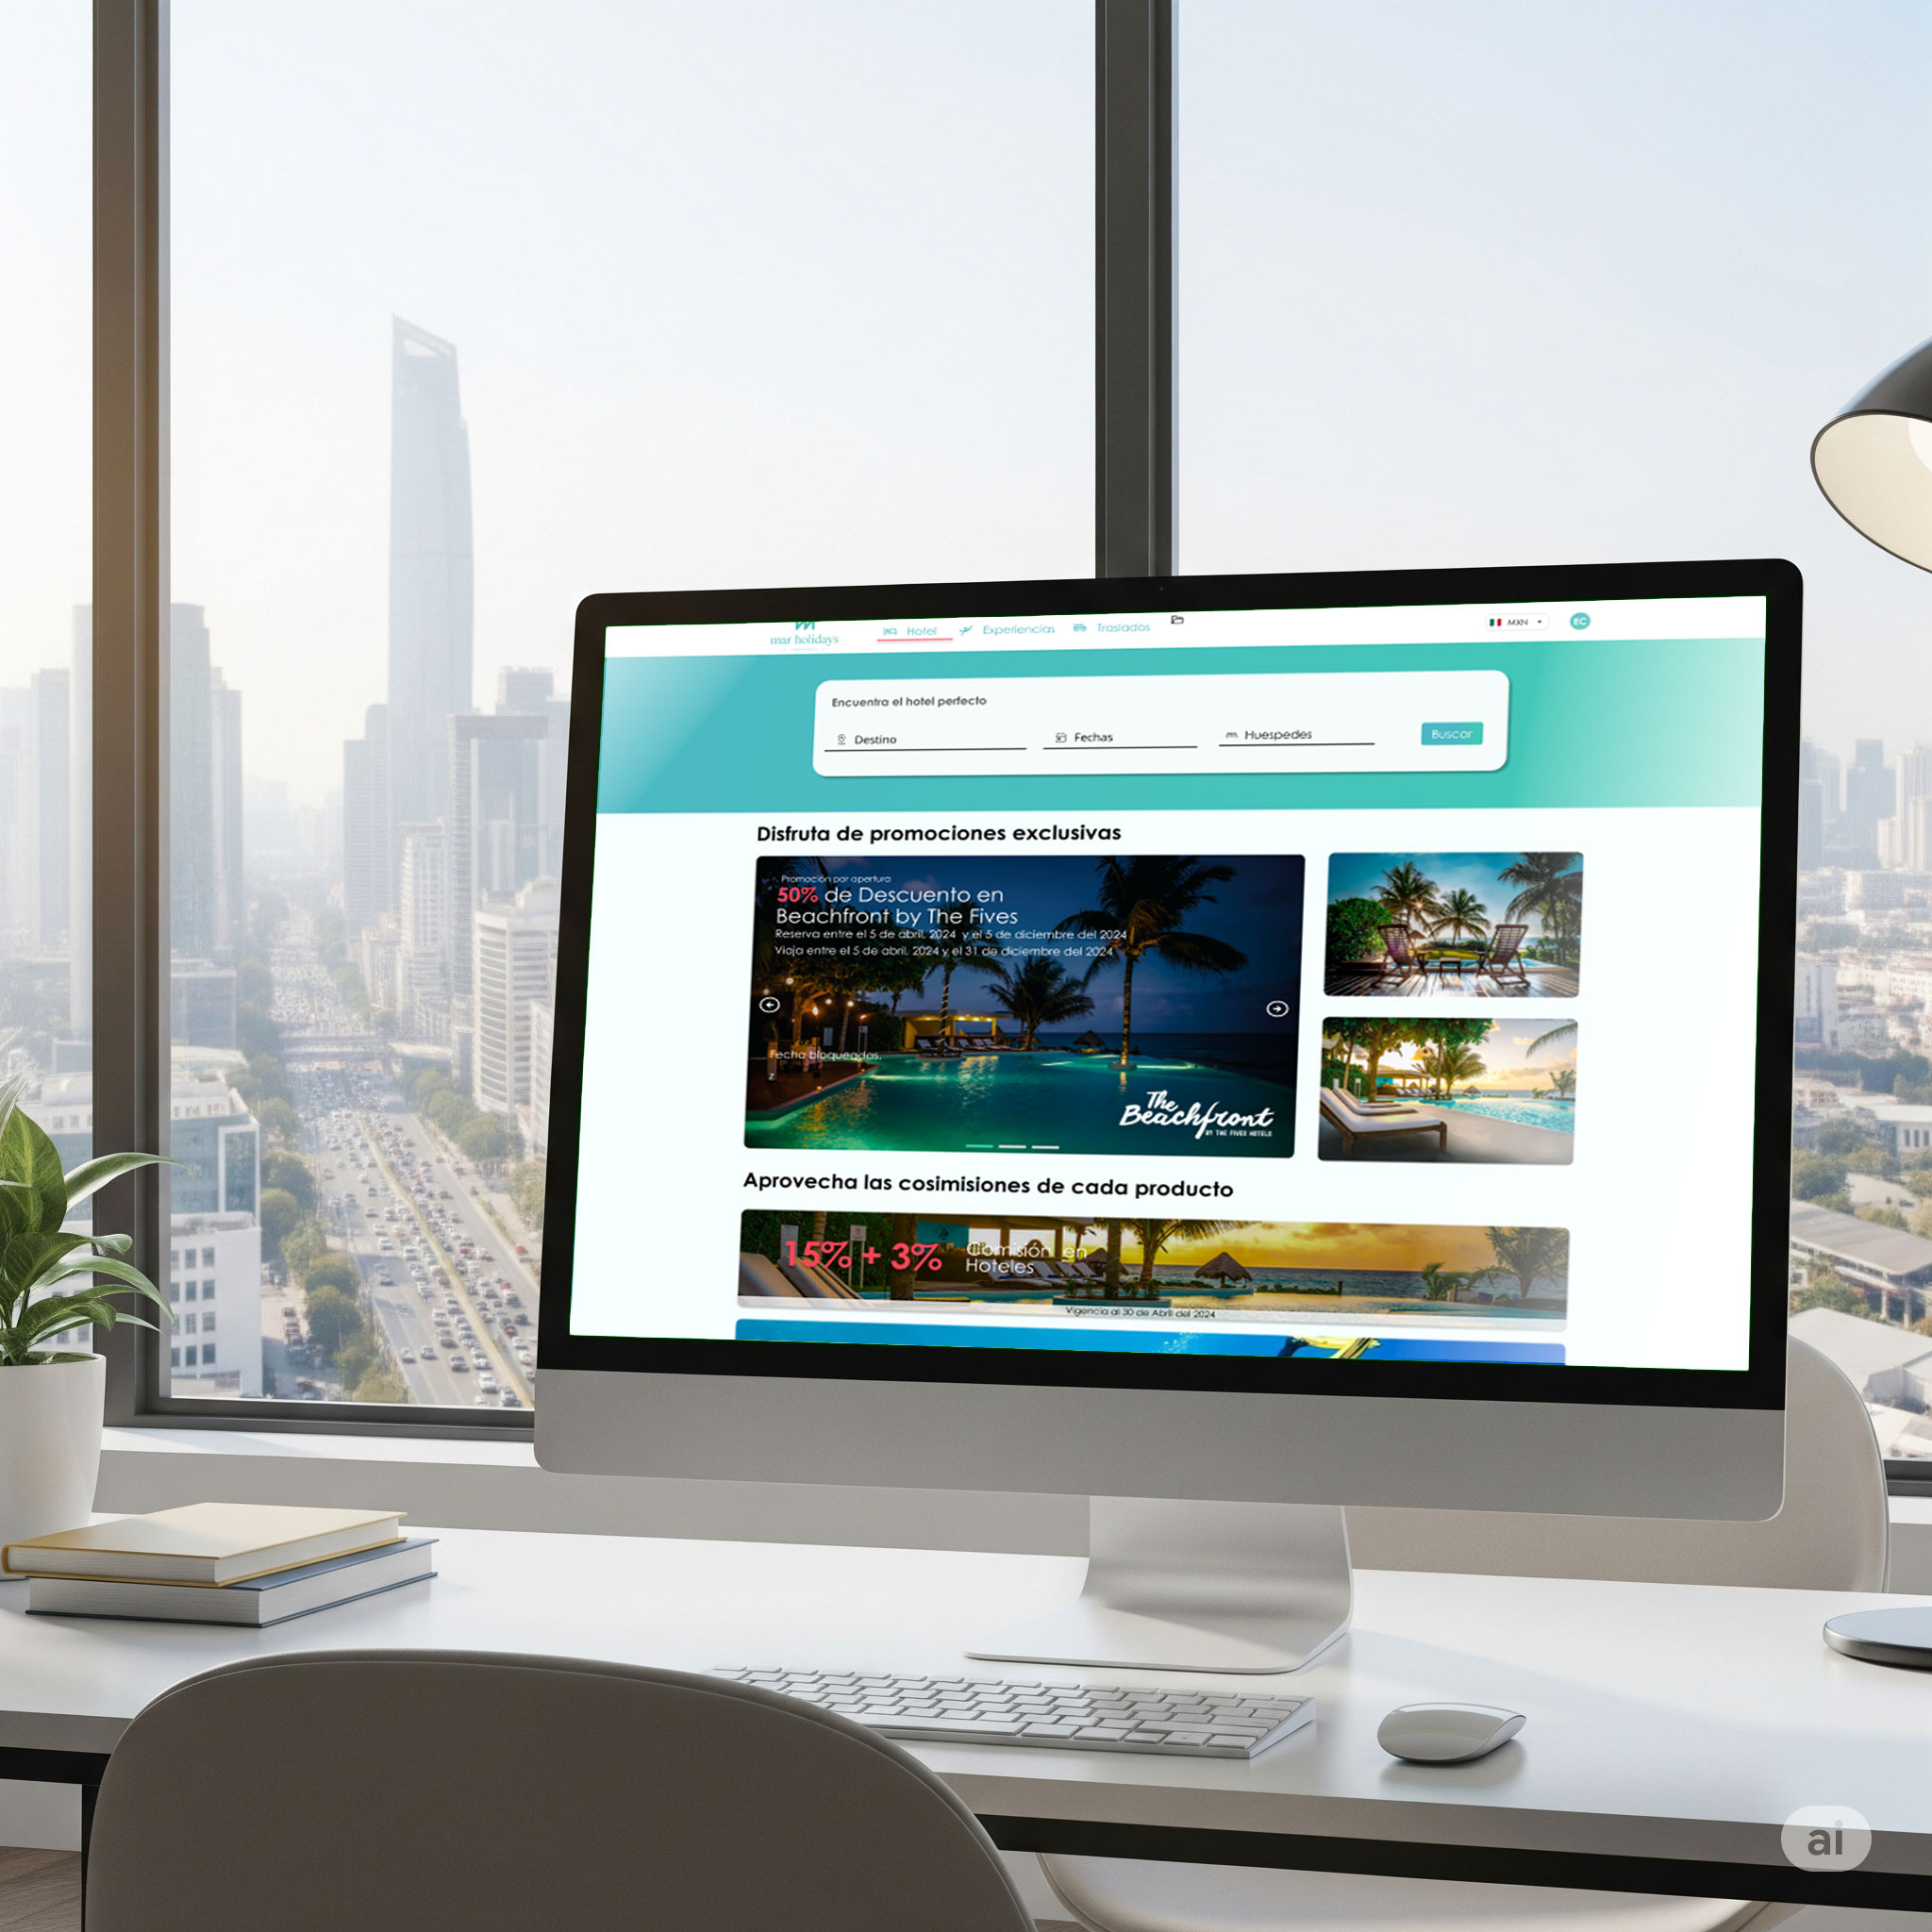 mar holidays
Hotel
Experiencias
Traslados
MXN
EC
Encuentra el hotel perfecto
Destino
Fechas
Huespedes
Buscar
Disfruta de promociones exclusivas
Promoción por apertura
50% de Descuento en
Beachfront by The Fives
Reserva entre el 5 de abril, 2024 y el 5 de diciembre del 2024
Viaja entre el 5 de abril, 2024 y el 31 de diciembre del 2024
Fecha bloqueadas,
z
The
Beachfront
BY THE FIVES HOTELS
Aprovecha las cosimisiones de cada producto
15% + 3%
Comisión en
Hoteles
Vigencia al 30 de Abril del 2024
ai